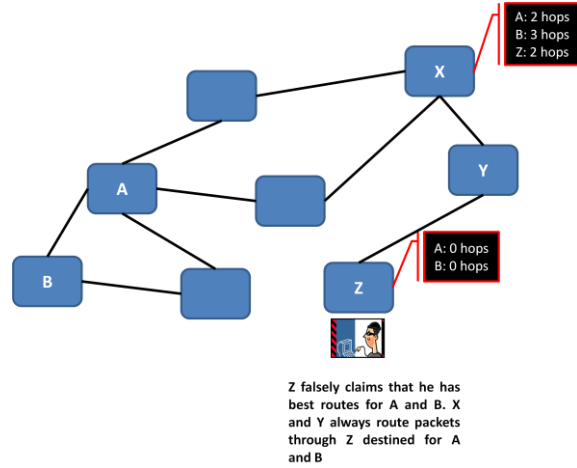 A: 2 hops
B: 3 hops
Z: 2 hops
X
Y
A
B
A: 0 hops
B: 0 hops
Z
Z falsely claims that he has
best routes for A and B. X
and Y always route packets
through Z destined for A
and B